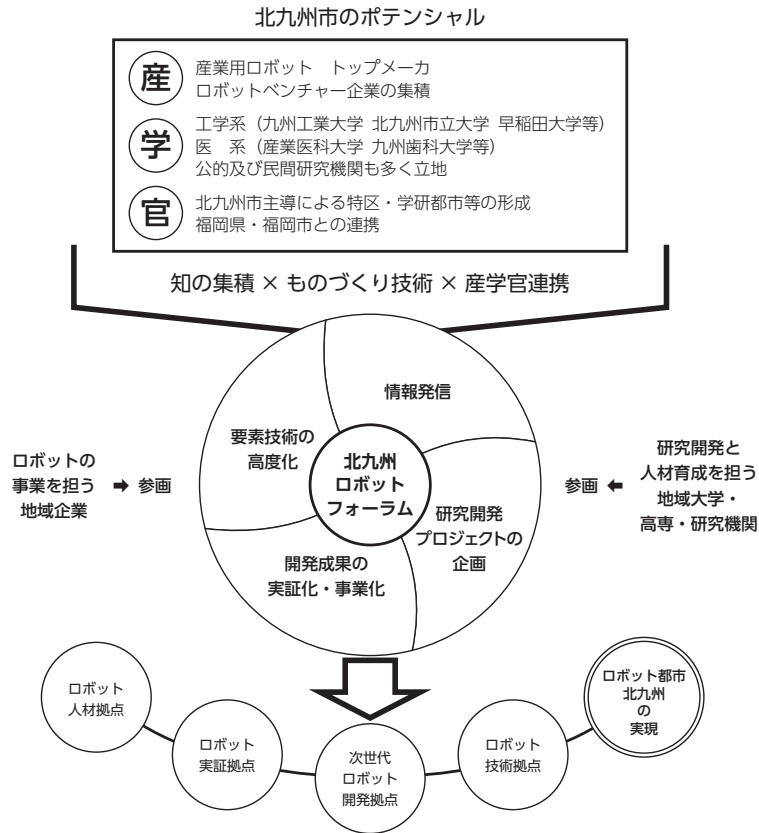 北九州市のポテンシャル
産
産業用ロボット　トップメーカ
ロボットベンチャー企業の集積
学
工学系（九州工業大学 北九州市立大学 早稲田大学等）
医　系（産業医科大学 九州歯科大学等）
公的及び民間研究機関も多く立地
官
北九州市主導による特区・学研都市等の形成
福岡県・福岡市との連携
知の集積 × ものづくり技術 × 産学官連携
情報発信
要素技術の
高度化
北九州
ロボット
フォーラム
研究開発
プロジェクトの
企画
開発成果の
実証化・事業化
ロボットの
事業を担う
地域企業
➡ 参画
参画 ⬅
研究開発と
人材育成を担う
地域大学・
高専・研究機関
ロボット
人材拠点
ロボット
実証拠点
次世代
ロボット
開発拠点
ロボット
技術拠点
ロボット都市
北九州
の
実現